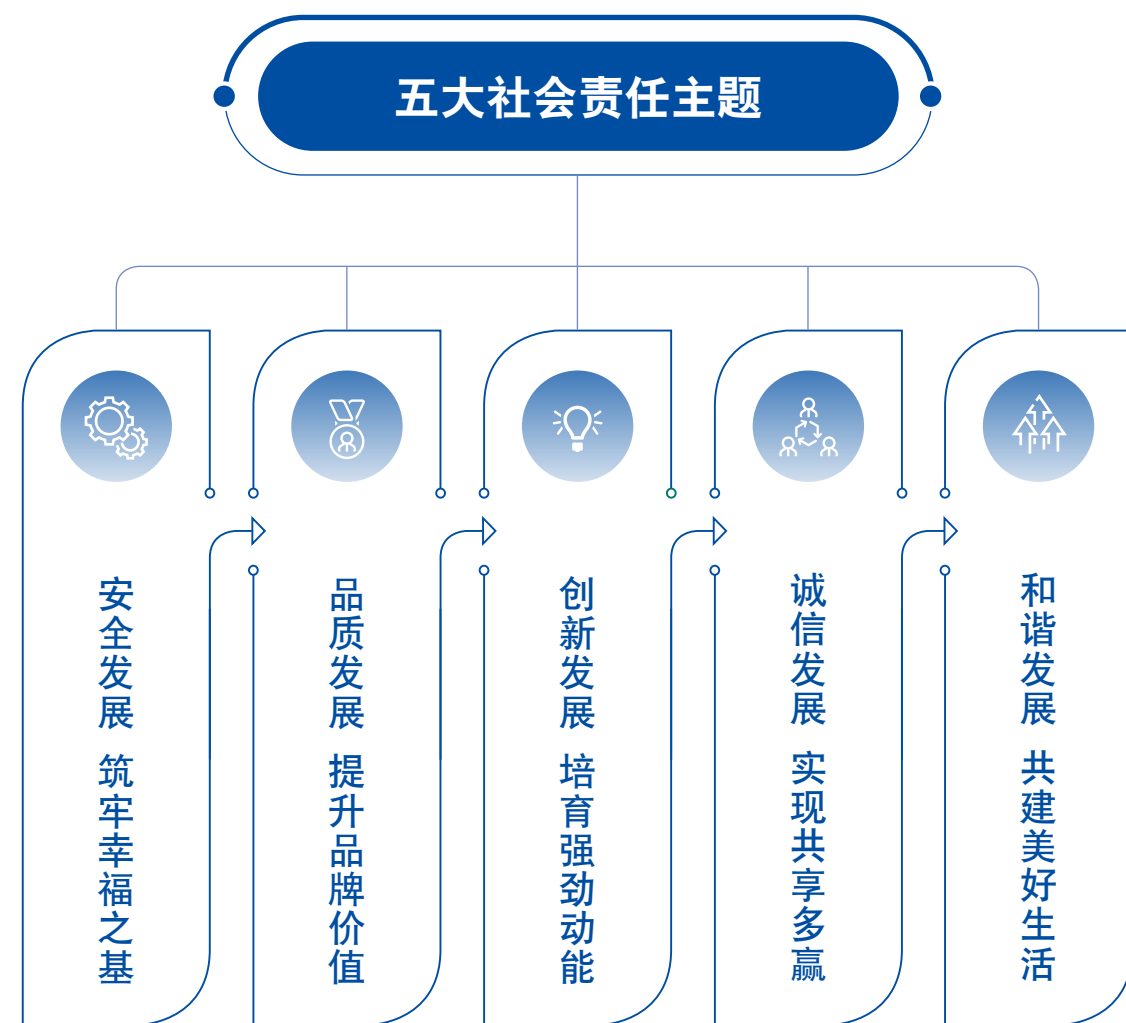 五大社会责任主题
安全发展 筑牢幸福之基
品质发展 提升品牌价值
创新发展 培育强劲动能
诚信发展 实现共享多赢
和谐发展 共建美好生活